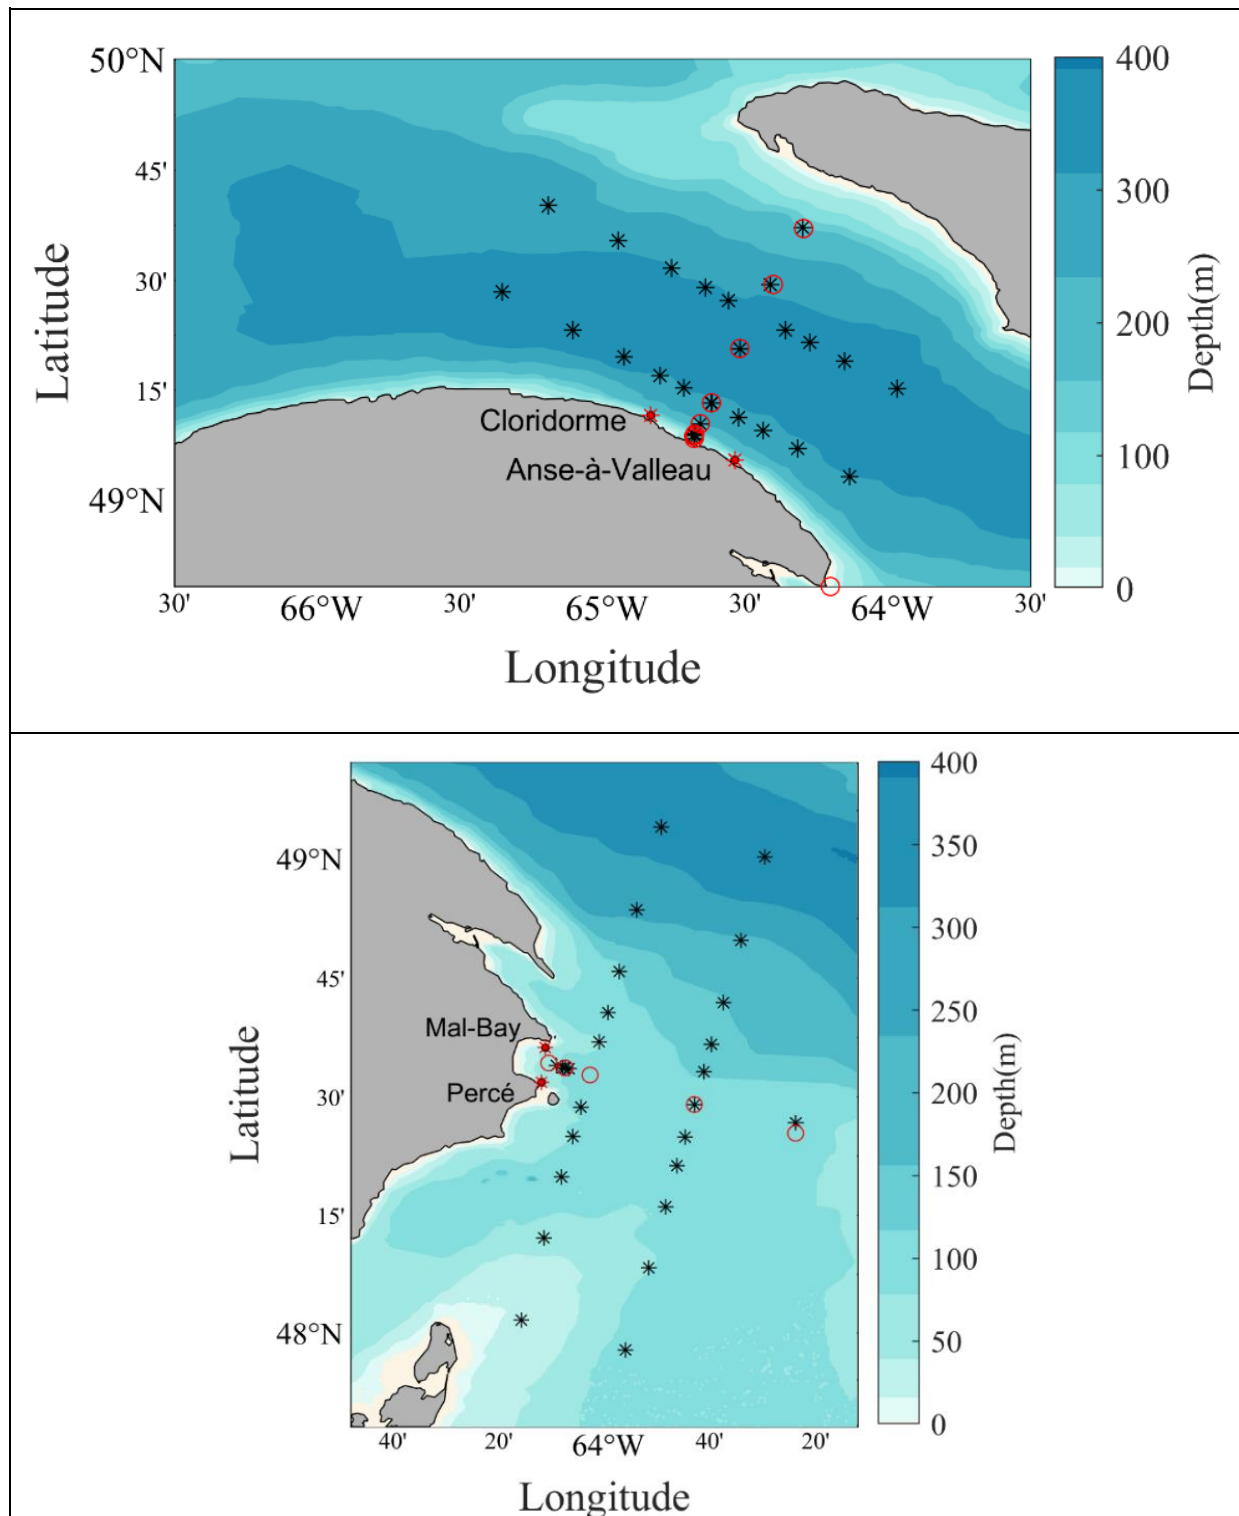 50°N
45'
30'
15'
49°N
Latitude
Cloridorme
Anse-à-Valleau
30'
66°W
30'
65°W
30'
64°W
30'
Longitude
400
300
200
100
0
Depth(m)
49°N
45'
30'
15'
48°N
Latitude
Mal-Bay
Percé
40'
20'
64°W
40'
20'
Longitude
400
350
300
250
200
150
100
50
0
Depth(m)